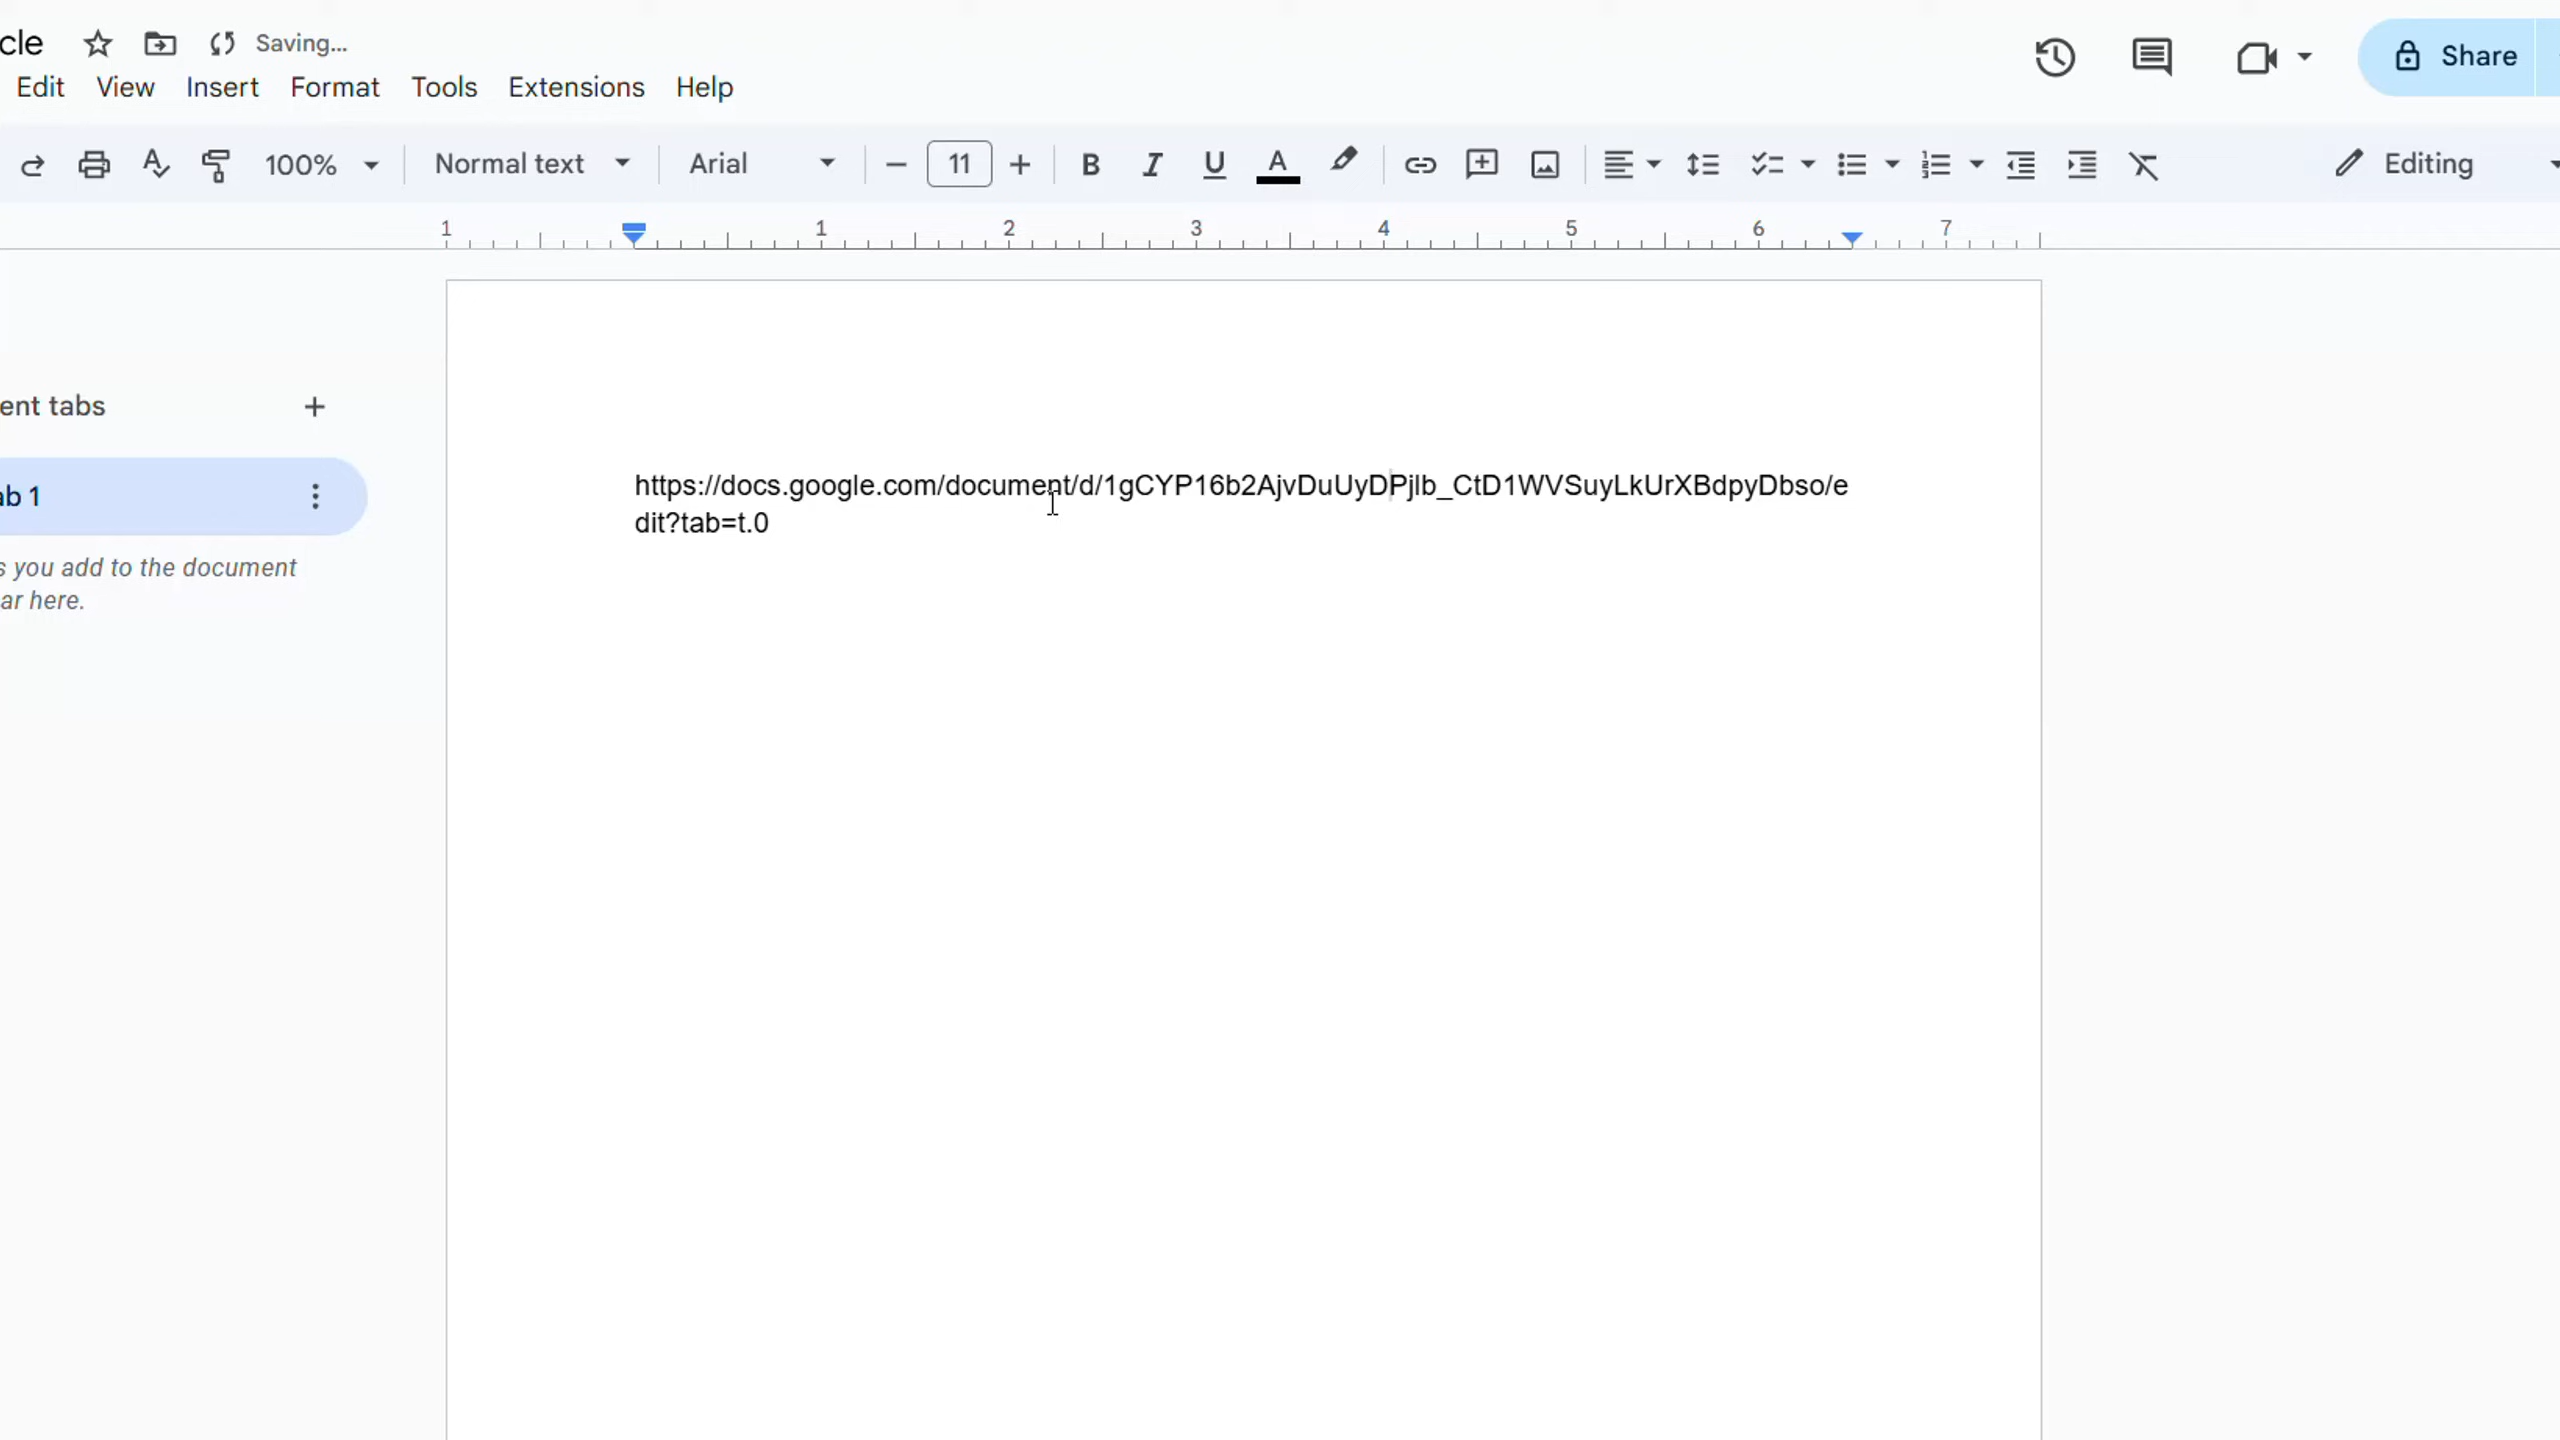 cle Saving...
Edit View Insert Format Tools Extensions Help
Share
100% Normal text Arial 11 B I U A Editing
1 1 2 3 4 5 6 7
ent tabs
ab 1
s you add to the document
ar here.
https://docs.google.com/document/d/1gCYP16b2AjvDuUyDPjlb_CtD1WVSuyLkUrXBdpyDbso/e
dit?tab=t.0